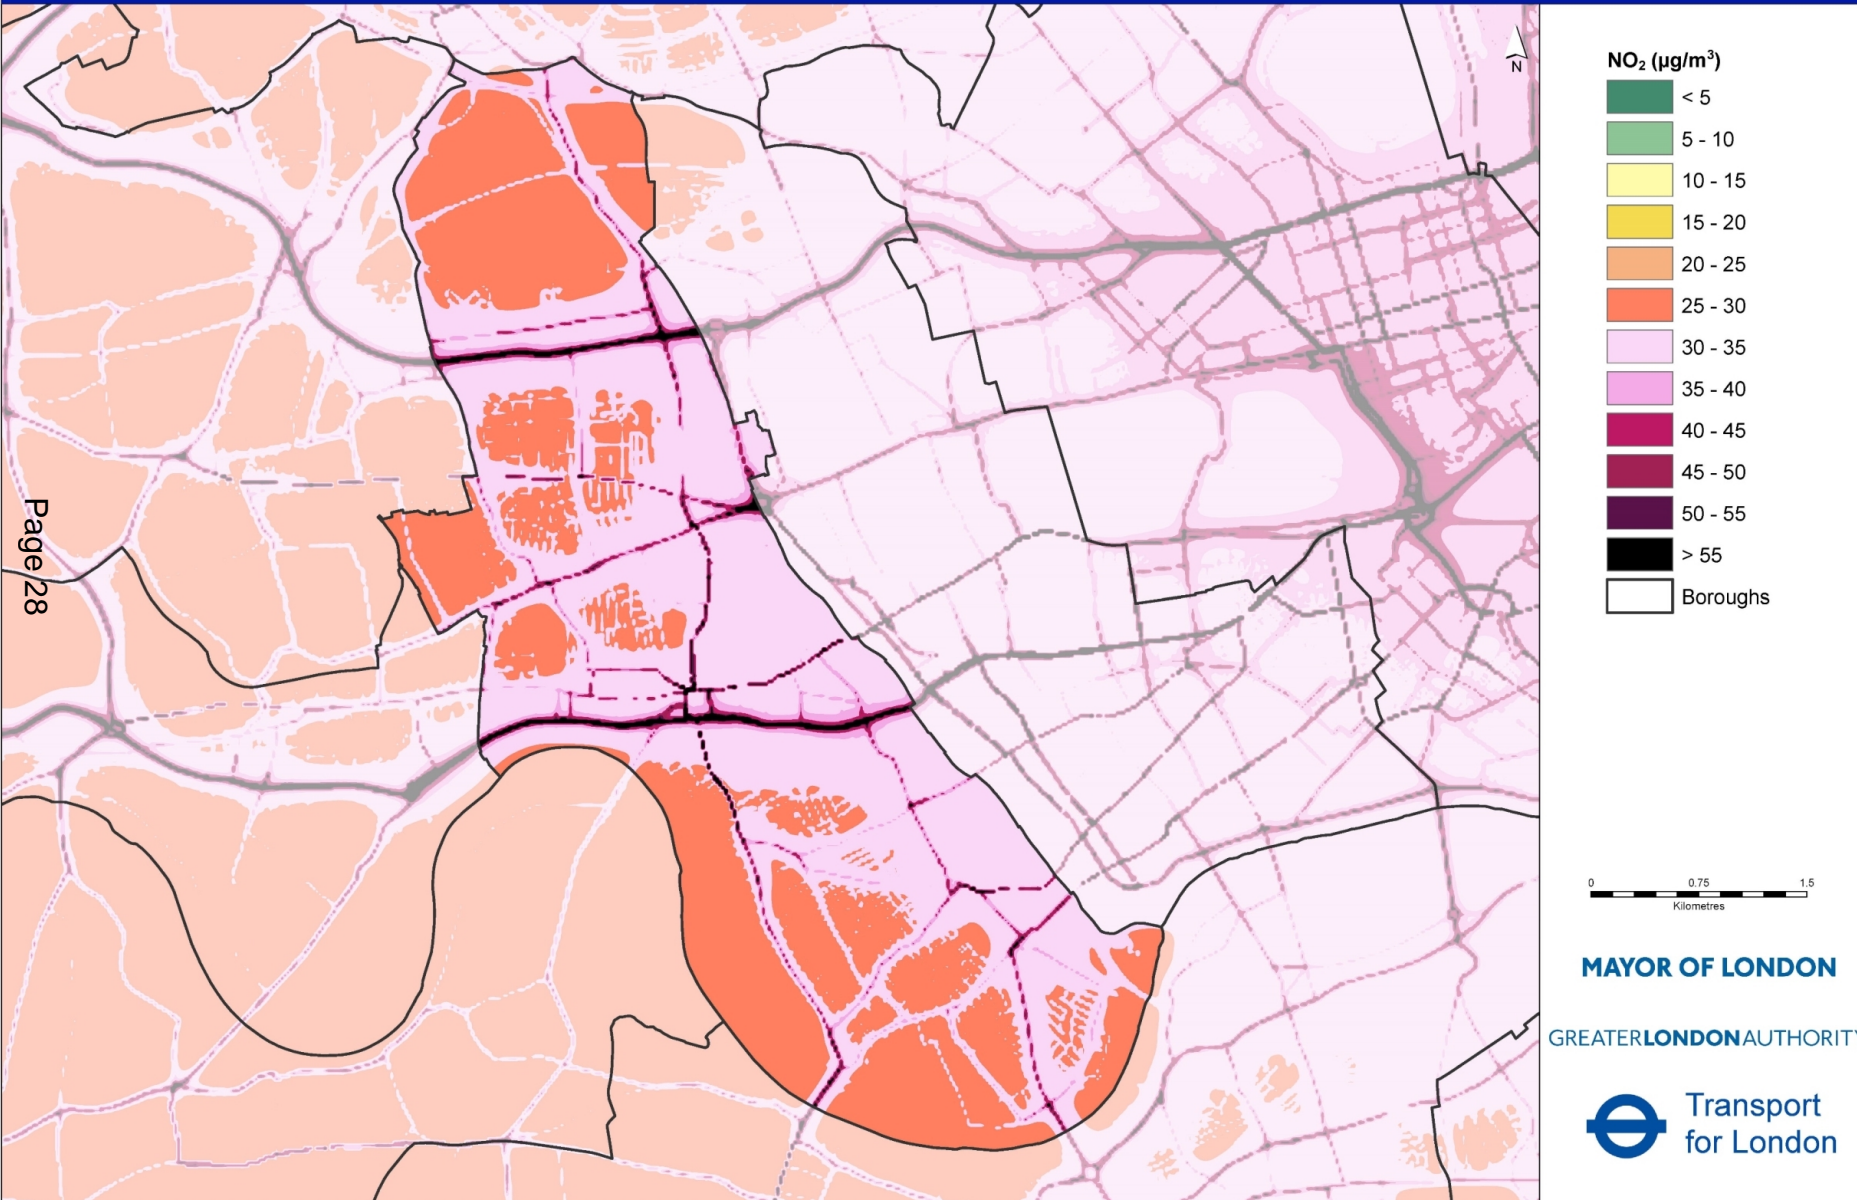 Page 28
N
NO₂ (µg/m³)
< 5
5 - 10
10 - 15
15 - 20
20 - 25
25 - 30
30 - 35
35 - 40
40 - 45
45 - 50
50 - 55
> 55
Boroughs
0 0.75 1.5
Kilometres
MAYOR OF LONDON
GREATERLONDONAUTHORITY
Transport
for London